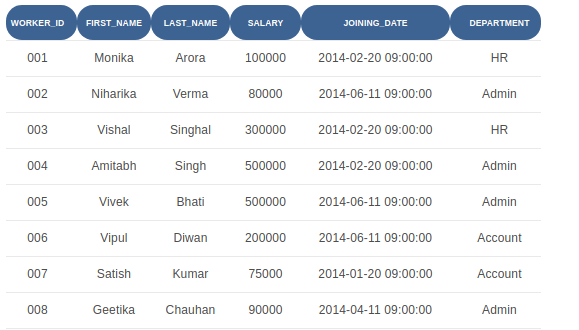 WORKER_ID FIRST_NAME LAST_NAME SALARY JOINING_DATE DEPARTMENT
001 Monika Arora 100000 2014-02-20 09:00:00 HR
002 Niharika Verma 80000 2014-06-11 09:00:00 Admin
003 Vishal Singhal 300000 2014-02-20 09:00:00 HR
004 Amitabh Singh 500000 2014-02-20 09:00:00 Admin
005 Vivek Bhati 500000 2014-06-11 09:00:00 Admin
006 Vipul Diwan 200000 2014-06-11 09:00:00 Account
007 Satish Kumar 75000 2014-01-20 09:00:00 Account
008 Geetika Chauhan 90000 2014-04-11 09:00:00 Admin